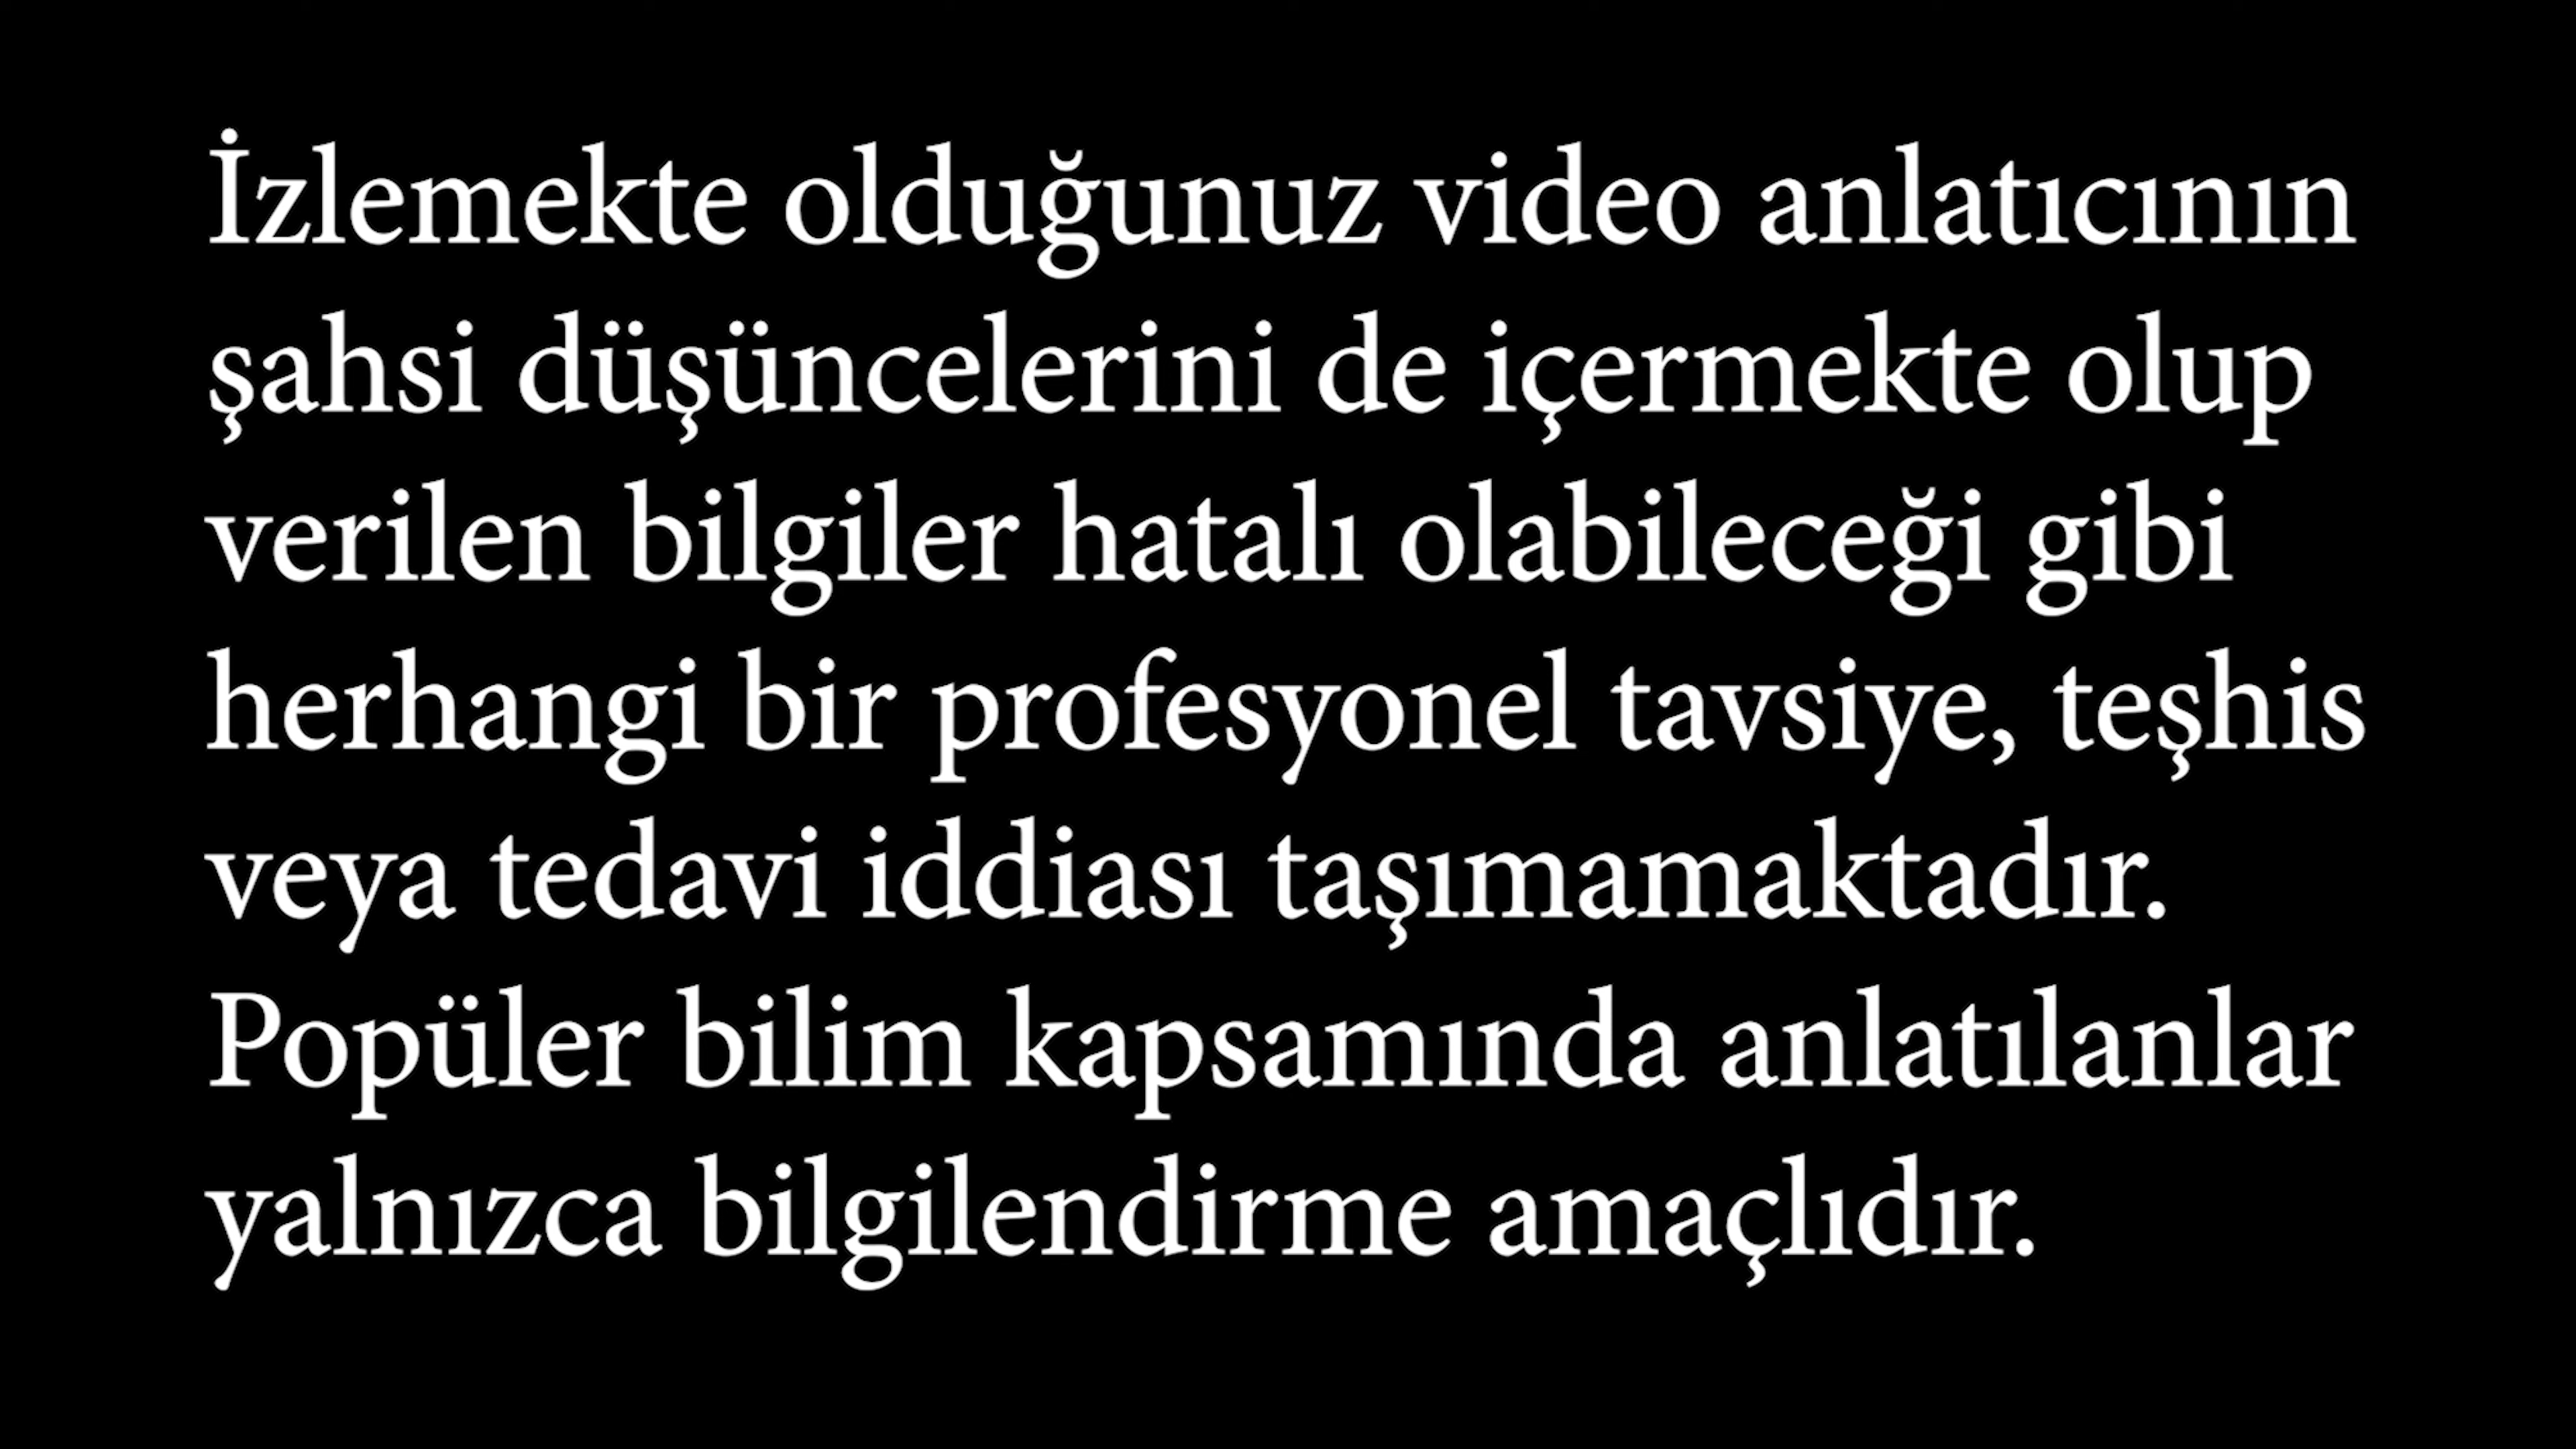 İzlemekte olduğunuz video anlatıcının
şahsi düşüncelerini de içermekte olup
verilen bilgiler hatalı olabileceği gibi
herhangi bir profesyonel tavsiye, teşhis
veya tedavi iddiası taşımamaktadır.
Popüler bilim kapsamında anlatılanlar
yalnızca bilgilendirme amaçlıdır.